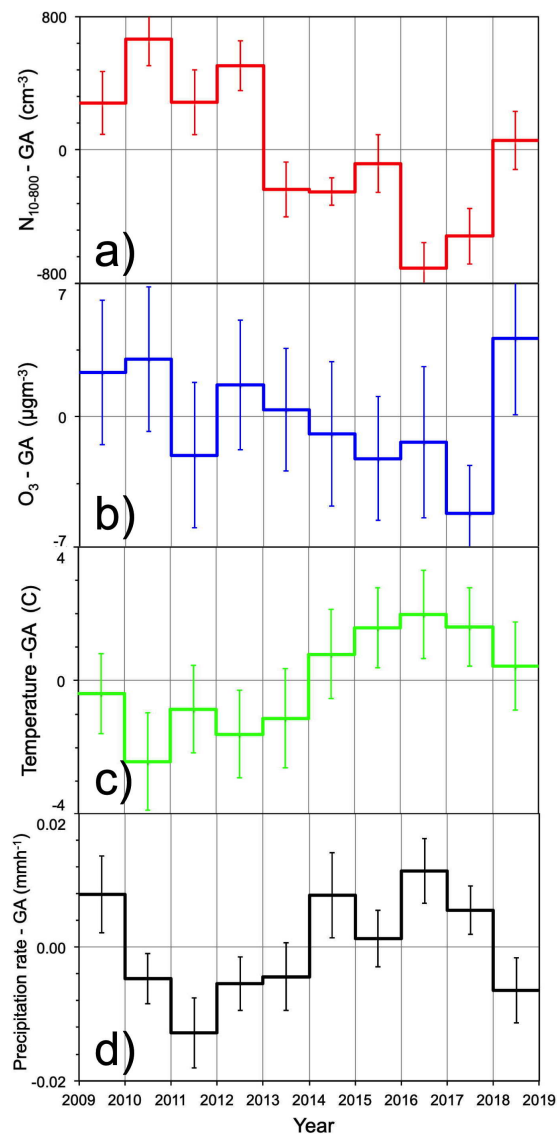 800
0
-800
N10-800 - GA (cm-3)
a)
7
0
-7
O3 - GA (µgm-3)
b)
4
0
-4
Temperature -GA (C)
c)
0.02
0.00
-0.02
Precipitation rate - GA (mmh-1)
d)
2009 2010 2011 2012 2013 2014 2015 2016 2017 2018 2019
Year